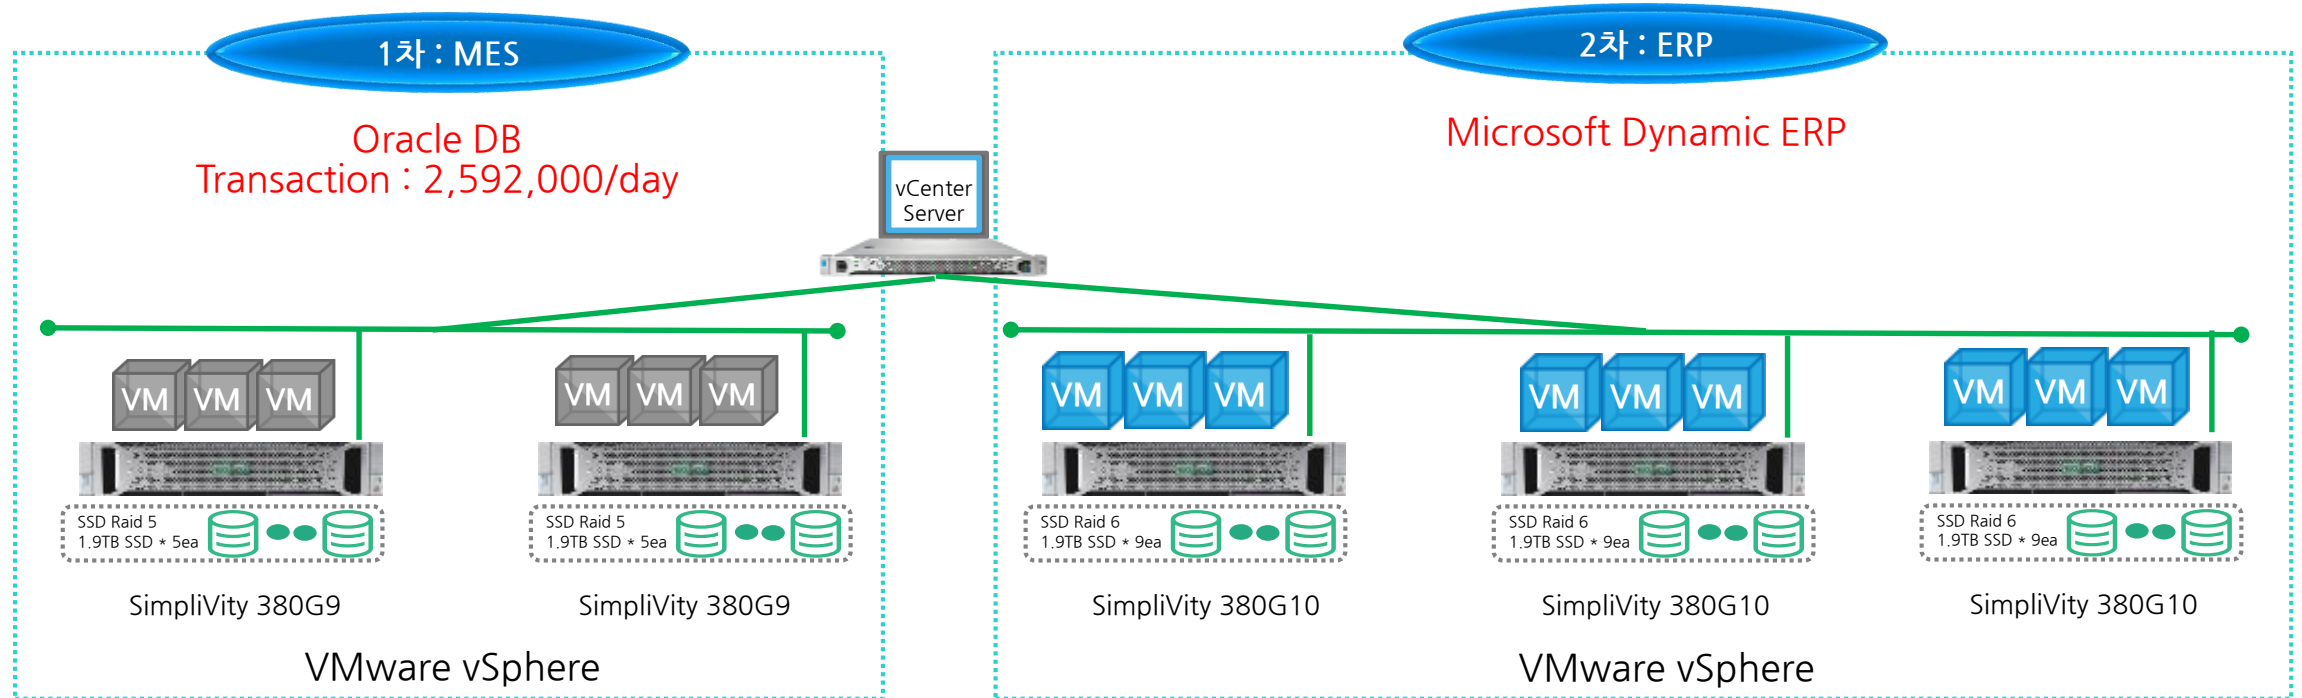 1차 : MES
2차 : ERP
Oracle DB
Transaction : 2,592,000/day
Microsoft Dynamic ERP
vCenter
Server
VM VM VM
VM VM VM
VM VM VM
VM VM VM
VM VM VM
SSD Raid 5
1.9TB SSD * 5ea
SSD Raid 5
1.9TB SSD * 5ea
SSD Raid 6
1.9TB SSD * 9ea
SSD Raid 6
1.9TB SSD * 9ea
SSD Raid 6
1.9TB SSD * 9ea
SimpliVity 380G9
SimpliVity 380G9
SimpliVity 380G10
SimpliVity 380G10
SimpliVity 380G10
VMware vSphere
VMware vSphere